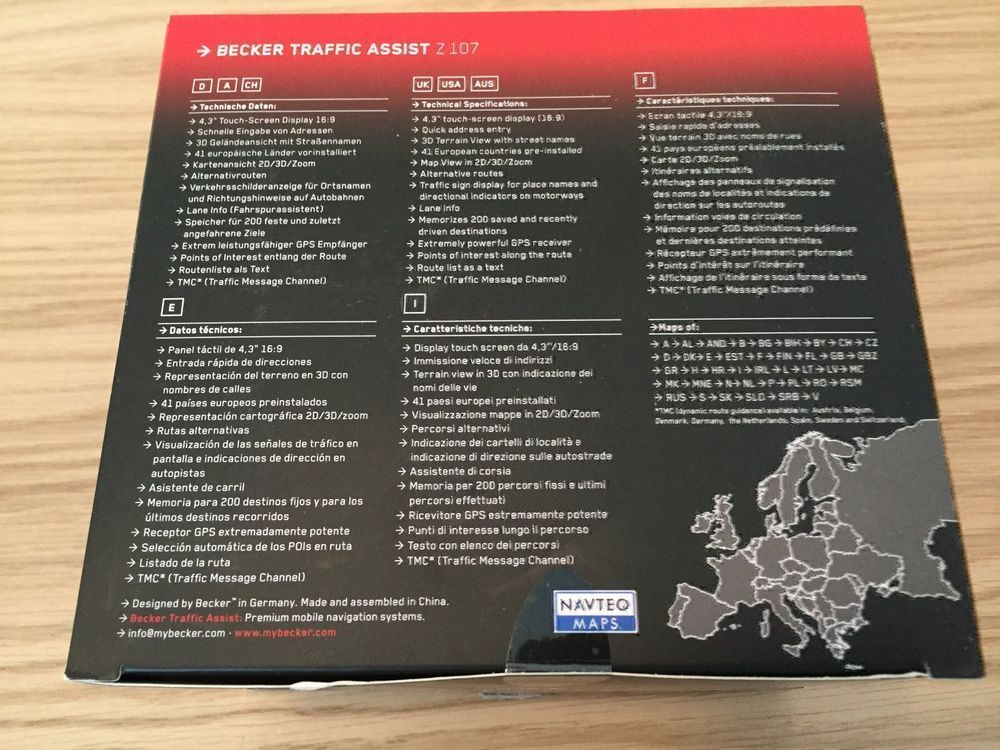 → BECKER TRAFFIC ASSIST Z 107
D A CH
→ Technische Daten:
→ 4,3" Touch-Screen Display 16:9
→ Schnelle Eingabe von Adressen
→ 3D Geländeansicht mit Straßennamen
→ 41 europäische Länder vorinstalliert
→ Kartenansicht 2D/3D/Zoom
→ Alternativrouten
→ Verkehrsschilderanzeige für Ortsnamen
und Richtungshinweise auf Autobahnen
→ Lane Info (Fahrspurassistent)
→ Speicher für 200 feste und zuletzt
angefahrene Ziele
→ Extrem leistungsfähiger GPS Empfänger
→ Points of Interest entlang der Route
→ Routenliste als Text
→ TMC* (Traffic Message Channel)
UK USA AUS
→ Technical Specifications:
→ 4.3" touch-screen display (16:9)
→ Quick address entry
→ 3D Terrain View with street names
→ 41 European countries pre-installed
→ Map View in 2D/3D/Zoom
→ Alternative routes
→ Traffic sign display for place names and
directional indicators on motorways
→ Lane info
→ Memorizes 200 saved and recently
driven destinations
→ Extremely powerful GPS receiver
→ Points of interest along the route
→ Route list as a text
→ TMC* (Traffic Message Channel)
F
→ Caractéristiques techniques:
→ Ecran tactile 4,3"/16:9
→ Saisie rapide d'adresses
→ Vue terrain 3D avec noms de rues
→ 41 pays européens préalablement installés
→ Carte 2D/3D/Zoom
→ Itinéraires alternatifs
→ Affichage des panneaux de signalisation
des noms de localités et indications de
direction sur les autoroutes
→ Information voies de circulation
→ Mémoire pour 200 destinations prédéfinies
et dernières destinations atteintes
→ Récepteur GPS extrêmement performant
→ Points d'intérêt sur l'itinéraire
→ Affichage de l'itinéraire sous forme de texte
→ TMC* (Traffic Message Channel)
E
→ Datos técnicos:
→ Panel táctil de 4,3" 16:9
→ Entrada rápida de direcciones
→ Representación del terreno en 3D con
nombres de calles
→ 41 países europeos preinstalados
→ Representación cartográfica 2D/3D/zoom
→ Rutas alternativas
→ Visualización de las señales de tráfico en
pantalla e indicaciones de dirección en
autopistas
→ Asistente de carril
→ Memoria para 200 destinos fijos y para los
últimos destinos recorridos
→ Receptor GPS extremadamente potente
→ Selección automática de los POIs en ruta
→ Listado de la ruta
→ TMC* (Traffic Message Channel)
I
→ Caratteristiche tecniche:
→ Display touch screen da 4,3"/16:9
→ Immissione veloce di indirizzi
→ Terrain view in 3D con indicazione dei
nomi delle vie
→ 41 paesi europei preinstallati
→ Visualizzazione mappe in 2D/3D/Zoom
→ Percorsi alternativi
→ Indicazione dei cartelli di località e
indicazione di direzione sulle autostrade
→ Assistente di corsia
→ Memoria per 200 percorsi fissi e ultimi
percorsi effettuati
→ Ricevitore GPS estremamente potente
→ Punti di interesse lungo il percorso
→ Testo con elenco dei percorsi
→ TMC* (Traffic Message Channel)
→ Maps of:
→ A → AL → AND → B → BG → BIH → BY → CH → CZ
→ D → DK → E → EST → F → FIN → FL → GB → GBZ
→ GR → H → HR → I → IRL → L → LT → LV → MC
→ MK → MNE → N → NL → P → PL → RO → RSM
→ RUS → S → SK → SLO → SRB → V
*TMC (dynamic route guidance) available in: Austria, Belgium,
Denmark, Germany, the Netherlands, Spain, Sweden and Switzerland.
→ Designed by Becker™ in Germany. Made and assembled in China.
→ Becker Traffic Assist: Premium mobile navigation systems.
→ info@mybecker.com · www.mybecker.com
NAVTEQ
MAPS